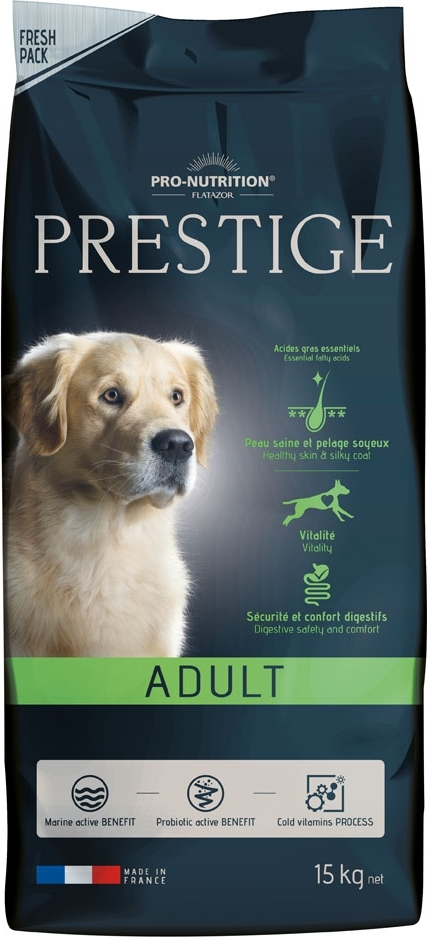 FRESH
PACK
PRO-NUTRITION®
FLATAZOR
PRESTIGE
Acides gras essentiels
Essential fatty acids
Peau saine et pelage soyeux
Healthy skin & silky coat
Vitalité
Vitality
Sécurité et confort digestifs
Digestive safety and comfort
ADULT
Marine active BENEFIT
Probiotic active BENEFIT
Cold vitamins PROCESS
MADE IN
FRANCE
15 kg net